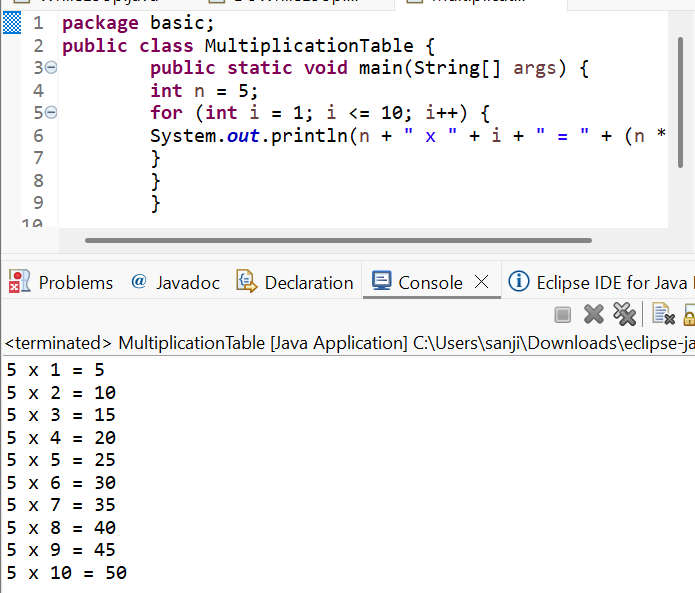 1 package basic;
2 public class MultiplicationTable {
3 public static void main(String[] args) {
4 int n = 5;
5 for (int i = 1; i <= 10; i++) {
6 System.out.println(n + " x " + i + " = " + (n *
7 }
8 }
9 }
10
Problems @ Javadoc Declaration Console Eclipse IDE for Java
<terminated> MultiplicationTable [Java Application] C:\Users\sanji\Downloads\eclipse-ja
5 x 1 = 5
5 x 2 = 10
5 x 3 = 15
5 x 4 = 20
5 x 5 = 25
5 x 6 = 30
5 x 7 = 35
5 x 8 = 40
5 x 9 = 45
5 x 10 = 50